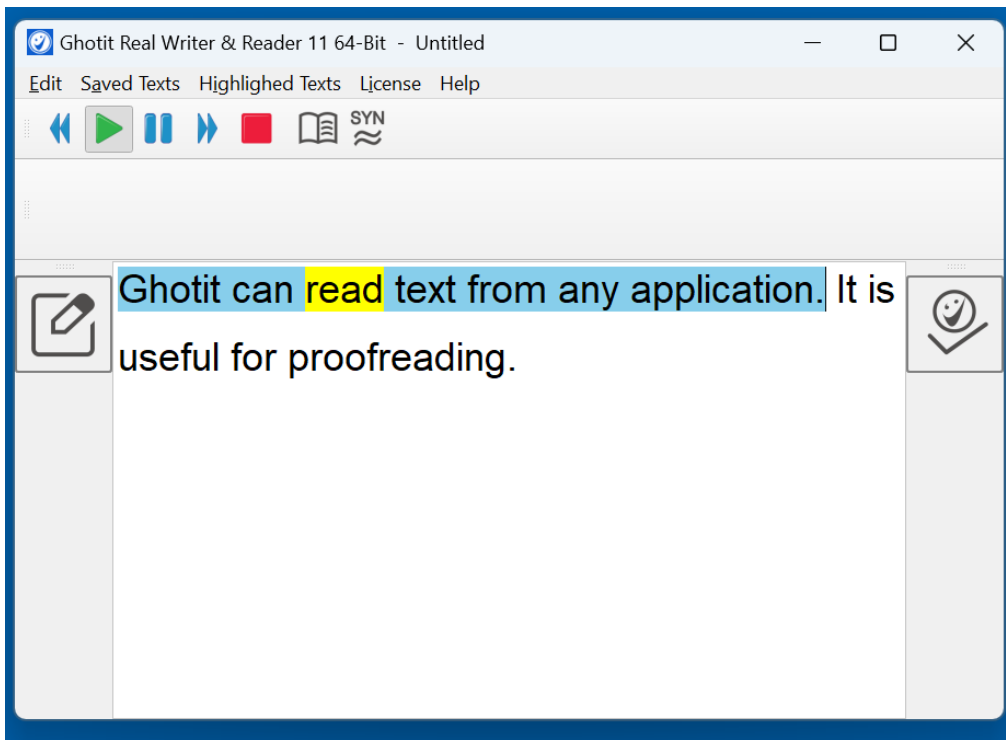 Ghotit Real Writer & Reader 11 64-Bit - Untitled
Edit Saved Texts Highlighed Texts License Help
SYN
Ghotit can read text from any application. It is
useful for proofreading.